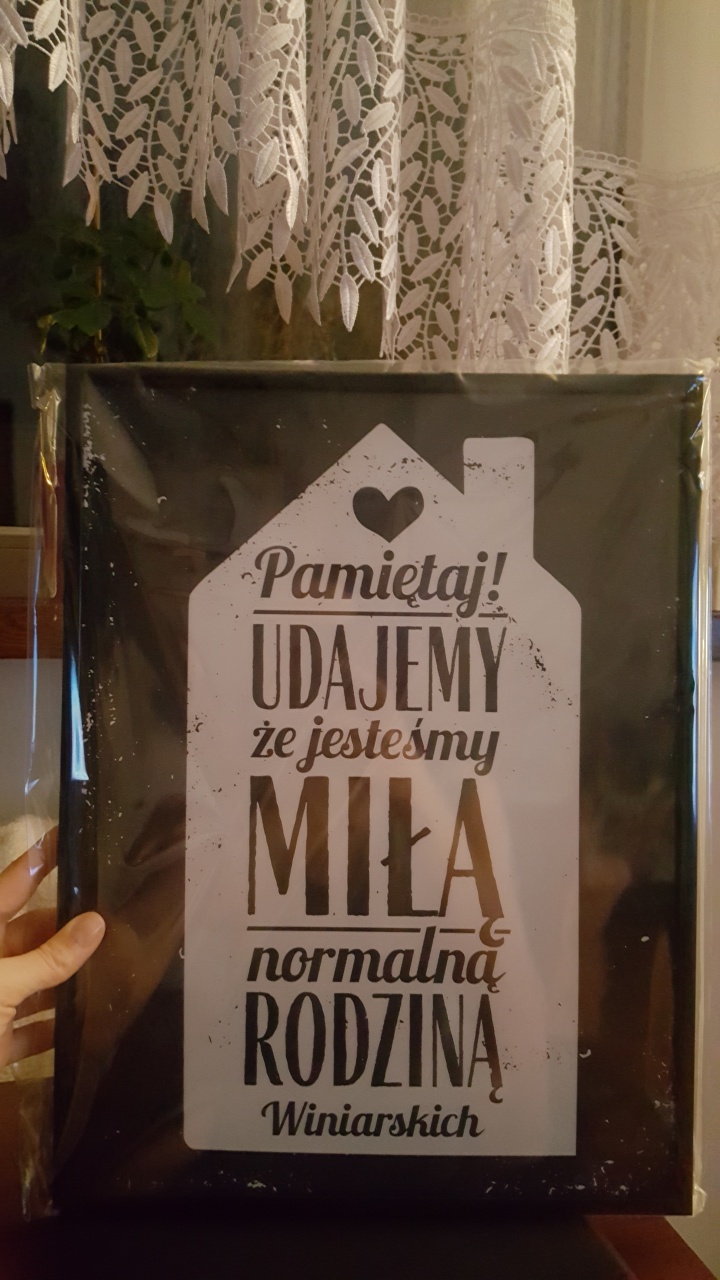 Pamiętaj!
UDAJEMY
że jesteśmy
MIŁĄ
normalną
RODZINĄ
Winiarskich